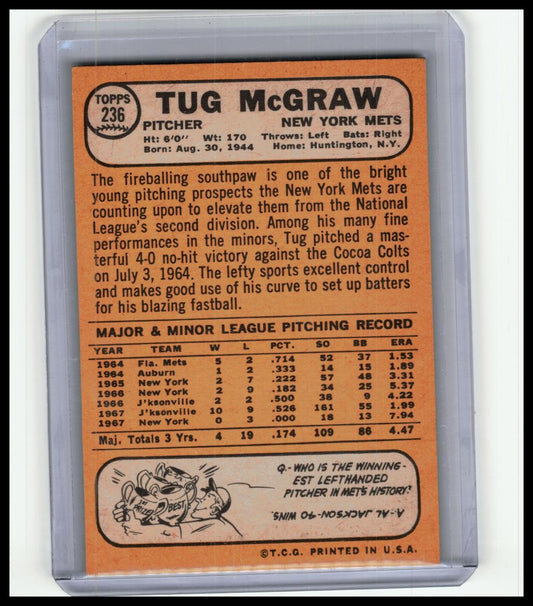 TOPPS
236
TUG McGRAW
PITCHER NEW YORK METS
Ht: 6'0" Wt: 170 Throws: Left Bats: Right
Born: Aug. 30, 1944 Home: Huntington, N.Y.
The fireballing southpaw is one of the bright
young pitching prospects the New York Mets are
counting upon to elevate them from the National
League's second division. Among his many fine
performances in the minors, Tug pitched a mas-
terful 4-0 no-hit victory against the Cocoa Colts
on July 3, 1964. The lefty sports excellent control
and makes good use of his curve to set up batters
for his blazing fastball.
MAJOR & MINOR LEAGUE PITCHING RECORD
YEAR TEAM W L PCT. SO BB ERA
1964 Fla. Mets 5 2 .714 52 37 1.53
1964 Auburn 1 2 .333 14 15 1.89
1965 New York 2 7 .222 57 48 3.31
1966 New York 2 9 .182 34 25 5.37
1966 J'ksonville 2 2 .500 38 9 4.22
1967 J'ksonville 10 9 .526 161 55 1.99
1967 New York 0 3 .000 18 13 7.94
Maj. Totals 3 Yrs. 4 19 .174 109 86 4.47
1ST PRIZE
BEST
Q.- WHO IS THE WINNING-
EST LEFTHANDED
PITCHER IN METS HISTORY?
A.- AL JACKSON-40 WINS.
©T.C.G. PRINTED IN U.S.A.